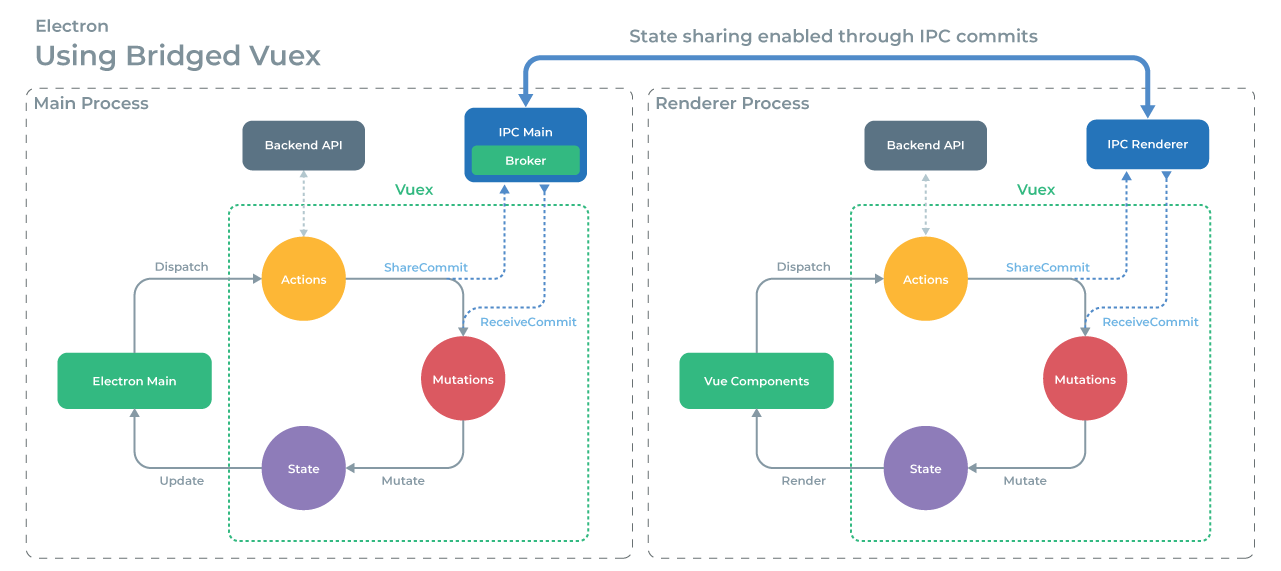 Electron
Using Bridged Vuex
State sharing enabled through IPC commits
Main Process
Backend API
IPC Main
Broker
Vuex
Dispatch
Actions
ShareCommit
ReceiveCommit
Electron Main
Mutations
State
Update
Mutate
Renderer Process
Backend API
IPC Renderer
Vuex
Dispatch
Actions
ShareCommit
ReceiveCommit
Vue Components
Mutations
State
Render
Mutate